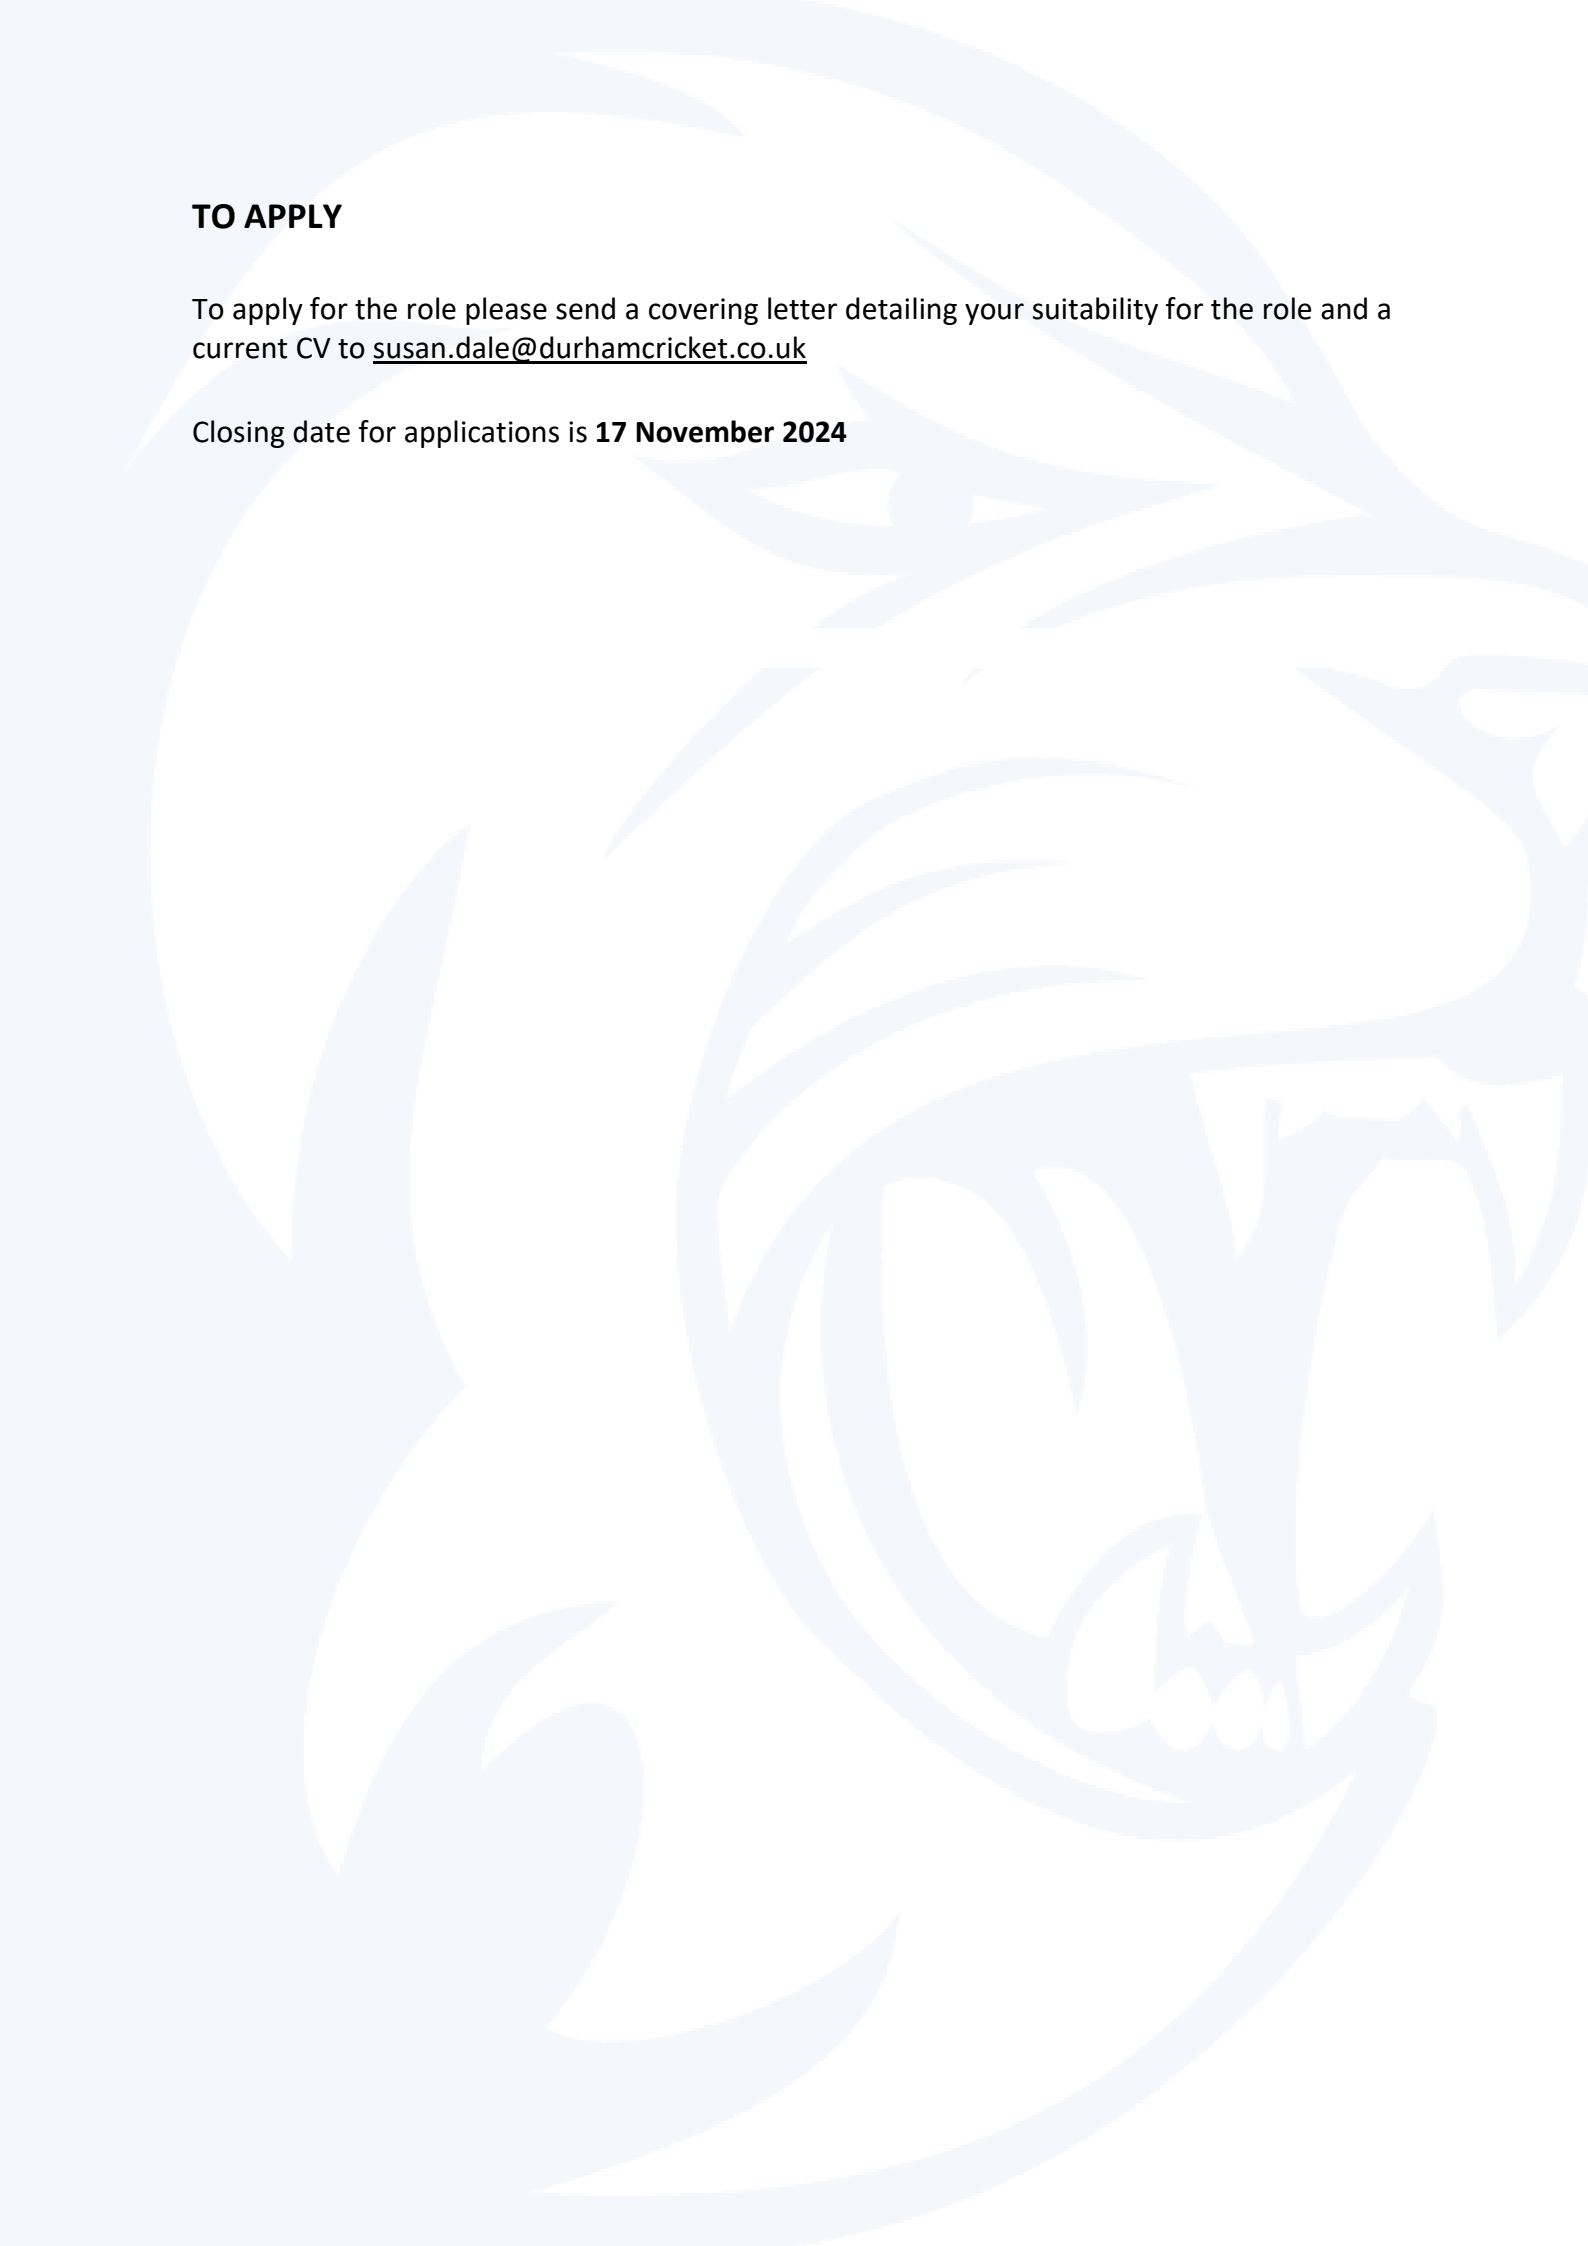 TO APPLY
To apply for the role please send a covering letter detailing your suitability for the role and a
current CV to susan.dale@durhamcricket.co.uk
Closing date for applications is 17 November 2024